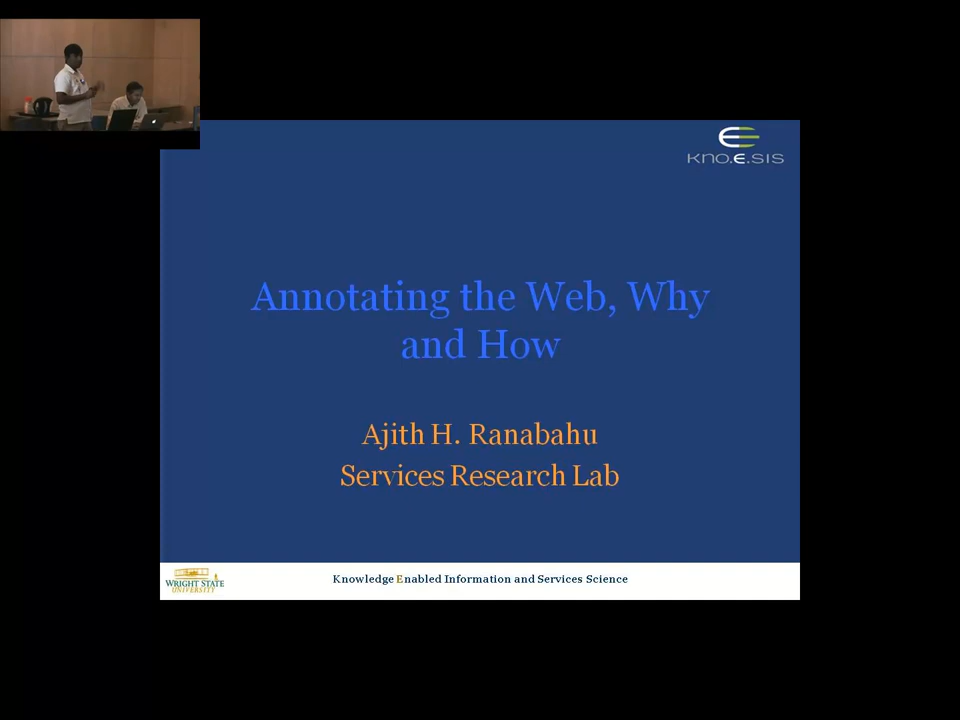 KNO.E.SIS
Annotating the Web, Why
and How
Ajith H. Ranabahu
Services Research Lab
WRIGHT STATE
UNIVERSITY
Knowledge Enabled Information and Services Science